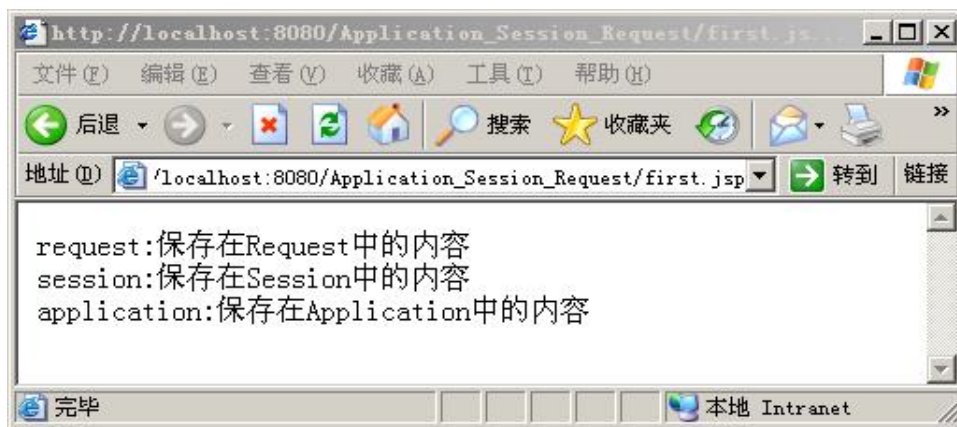 http://localhost:8080/Application_Session_Request/first.js...
文件(F) 编辑(E) 查看(V) 收藏(A) 工具(T) 帮助(H)
后退 搜索 收藏夹 »
地址(D) /localhost:8080/Application_Session_Request/first.jsp 转到 链接
request:保存在Request中的内容
session:保存在Session中的内容
application:保存在Application中的内容
完毕 本地 Intranet